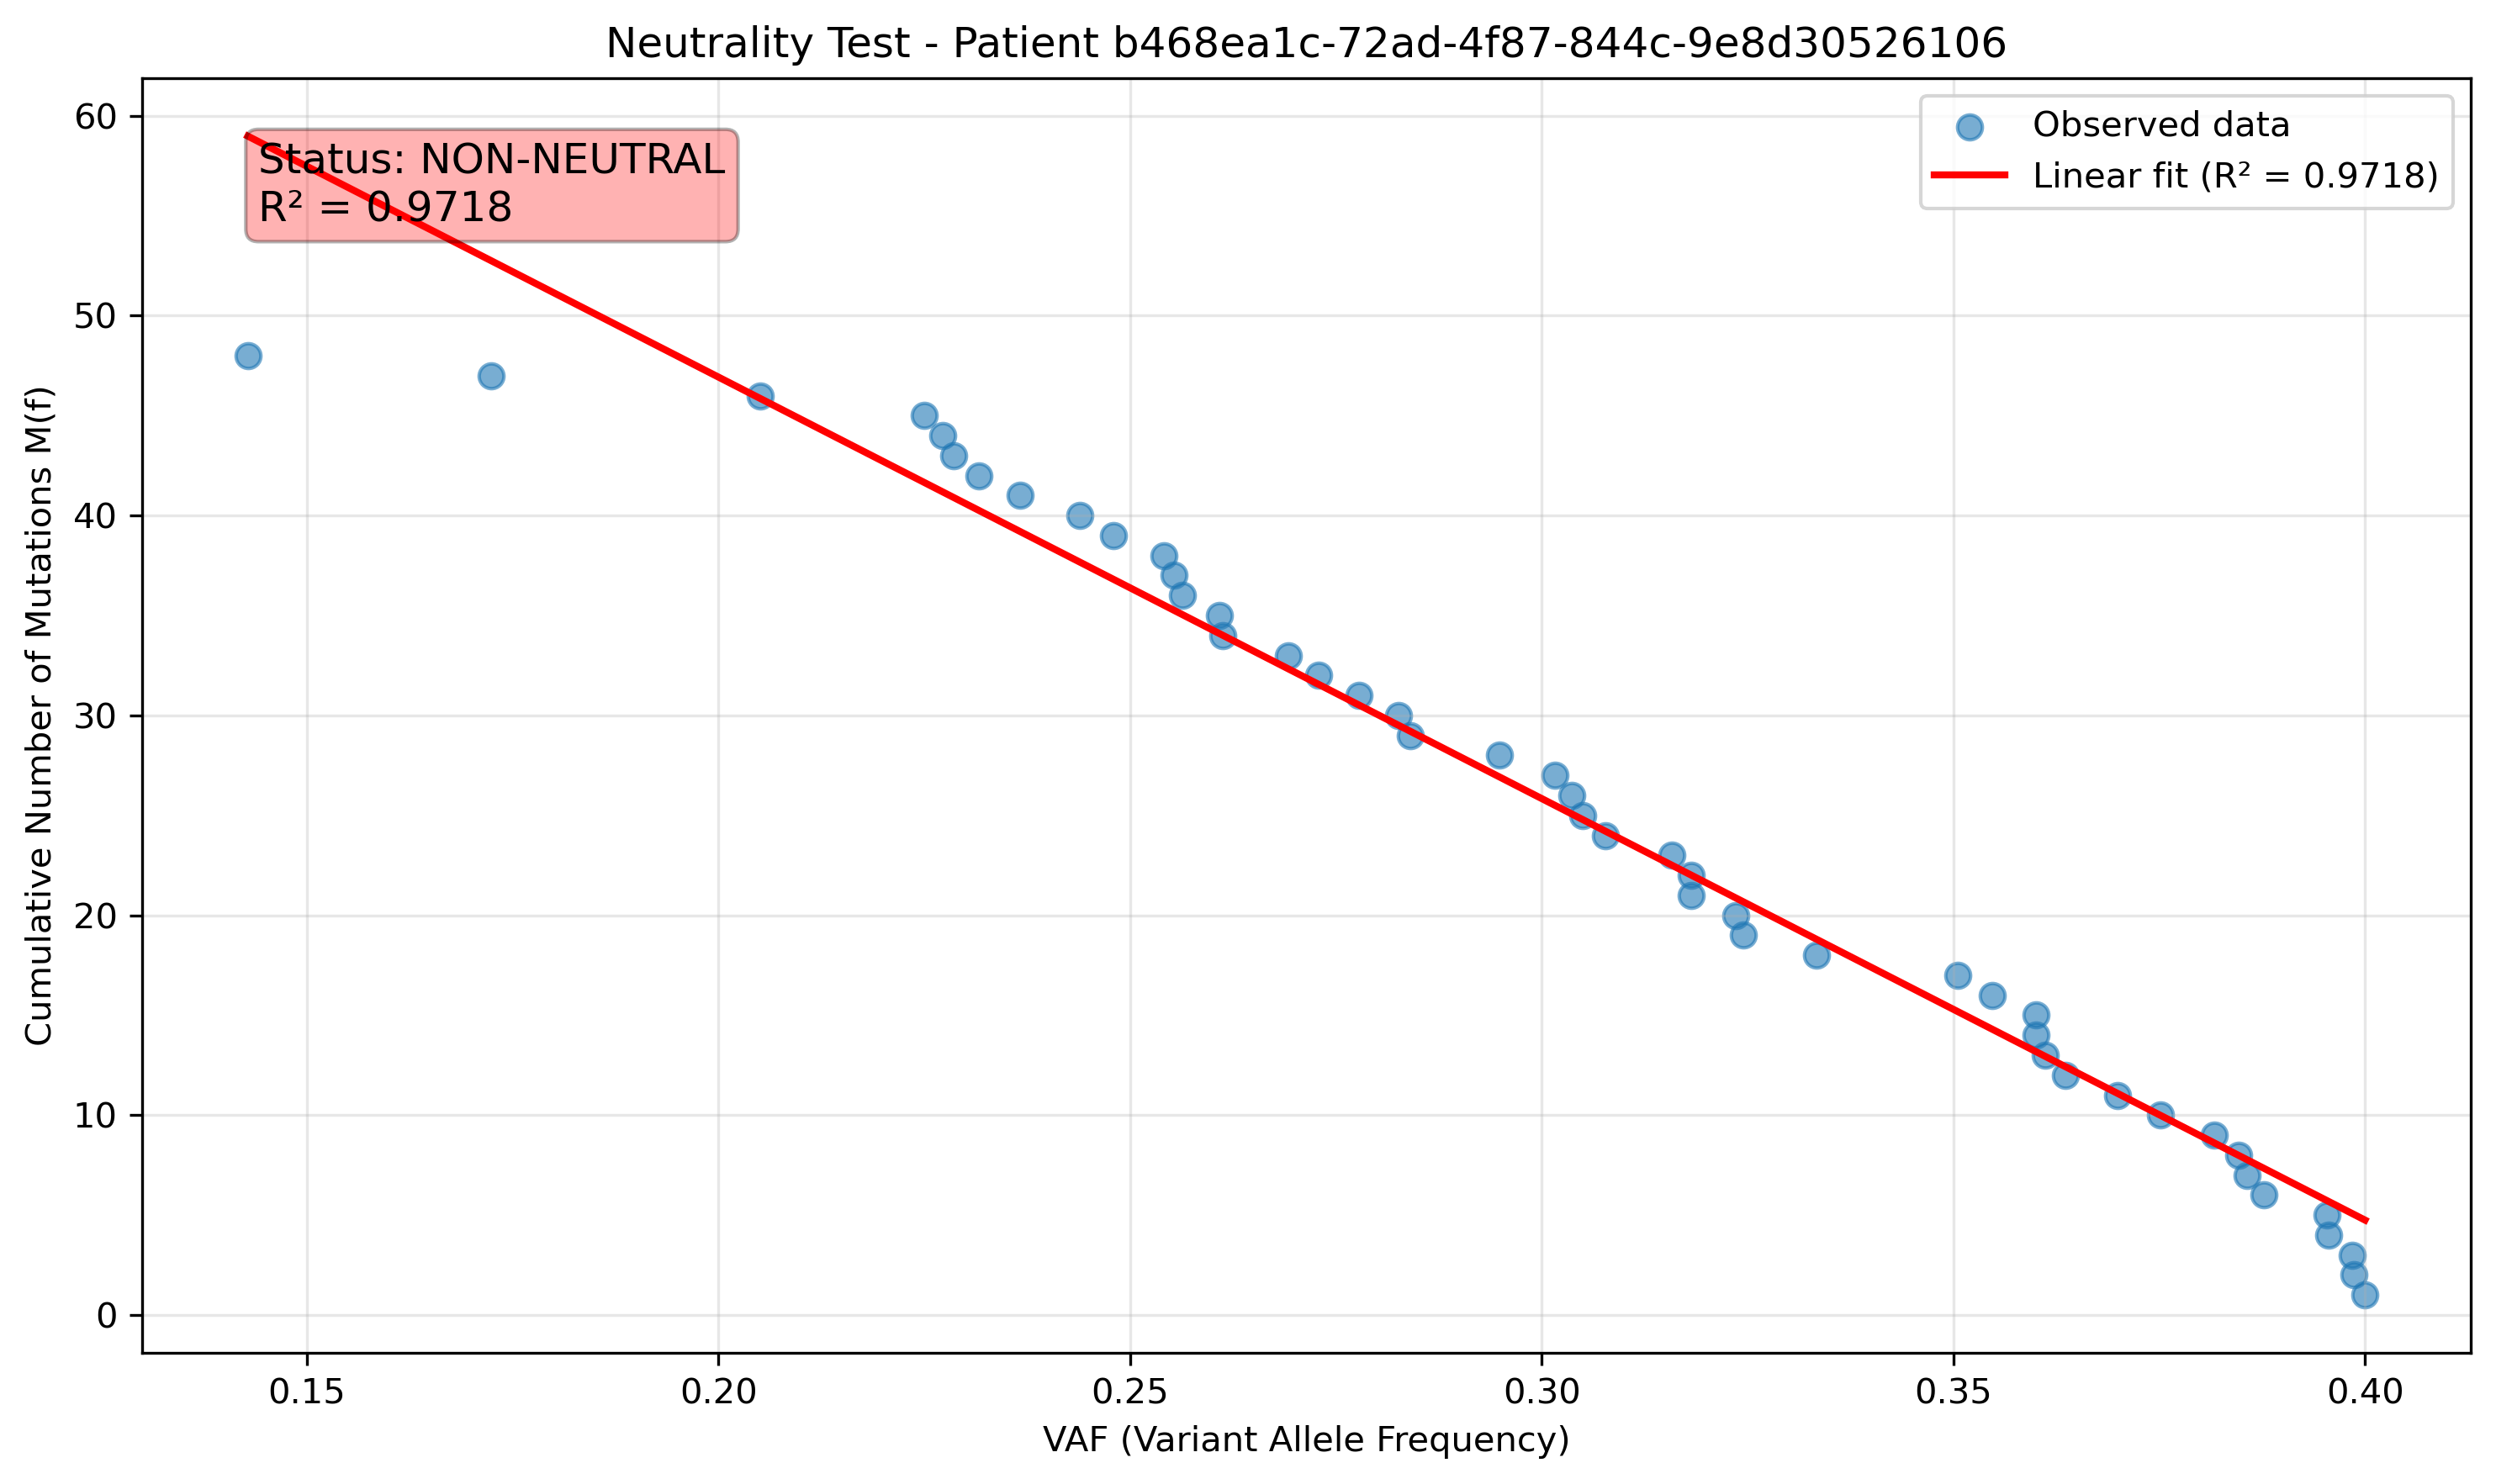 Neutrality Test - Patient b468ea1c-72ad-4f87-844c-9e8d30526106
Status: NON-NEUTRAL
R² = 0.9718
Observed data
Linear fit (R² = 0.9718)
Cumulative Number of Mutations M(f)
60
50
40
30
20
10
0
0.15 0.20 0.25 0.30 0.35 0.40
VAF (Variant Allele Frequency)